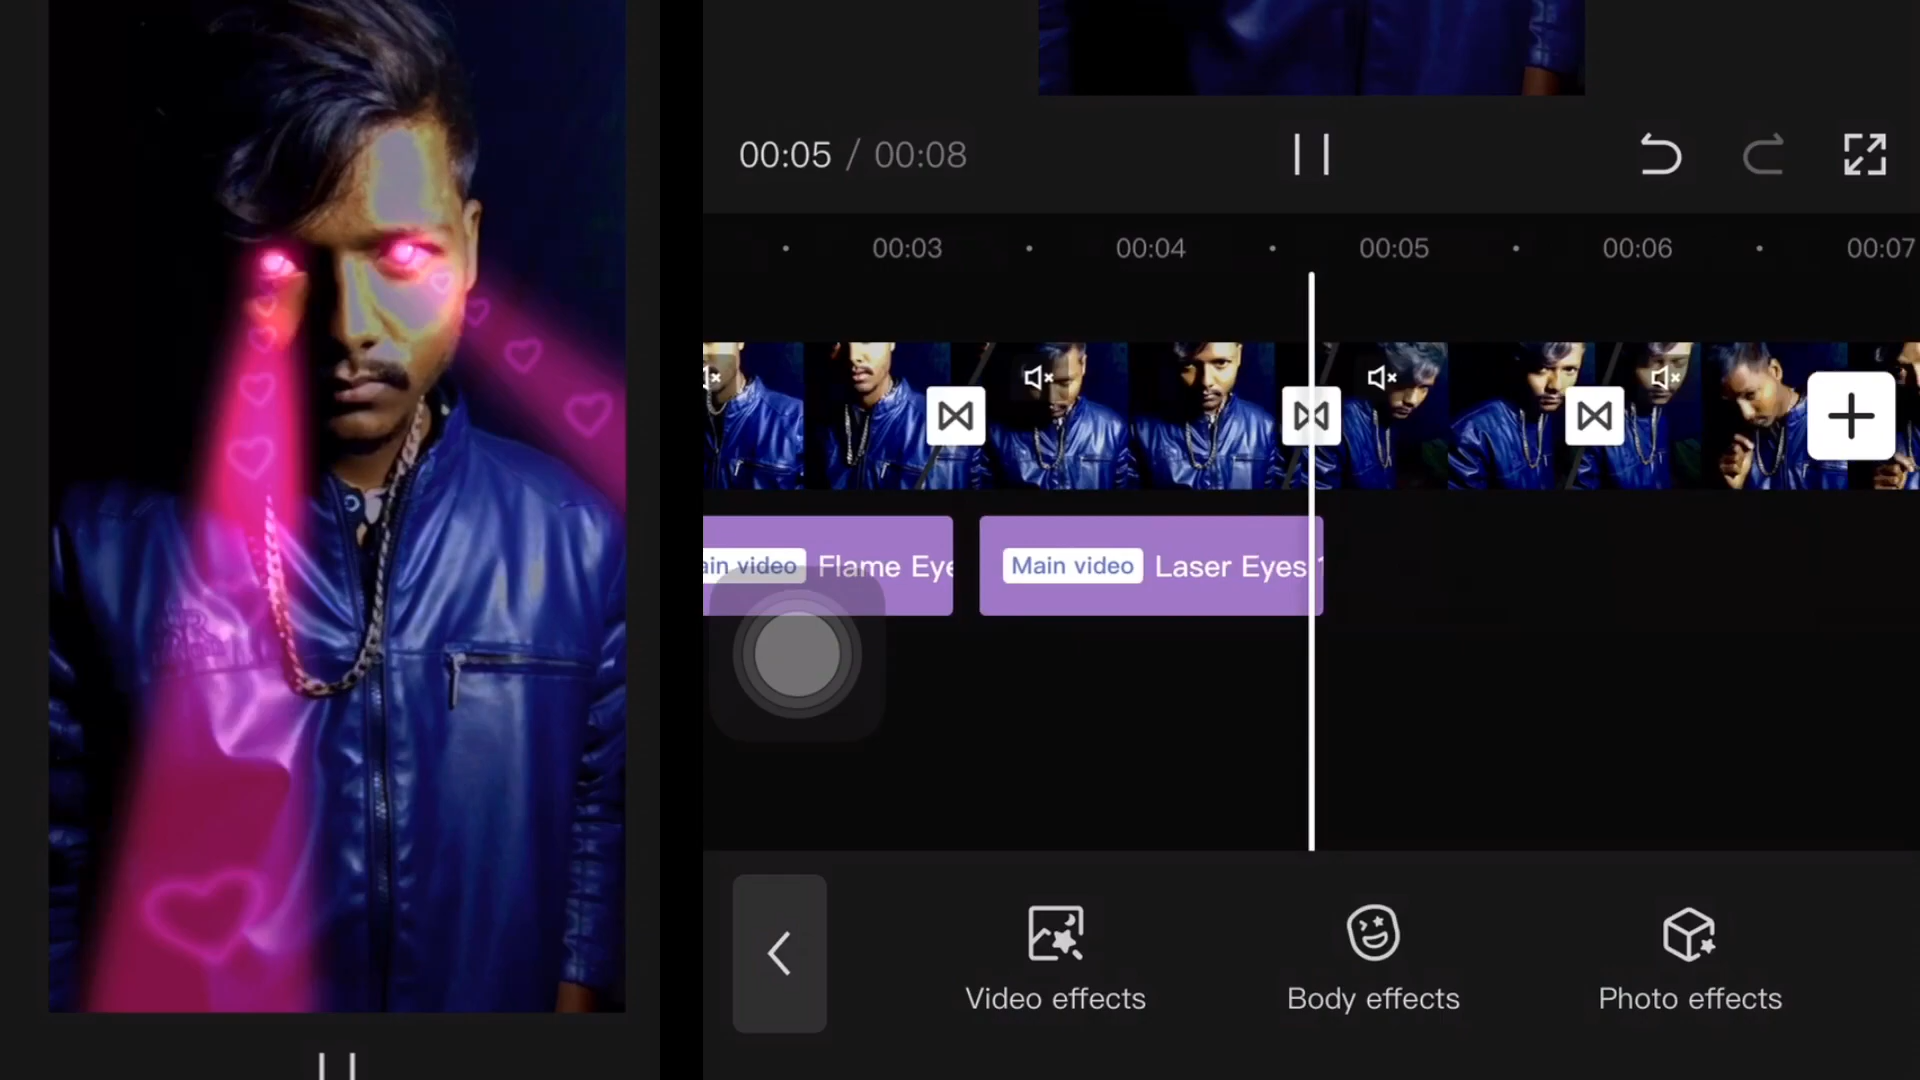 00:05 / 00:08
00:03
00:04
00:05
00:06
00:07
ain video Flame Eye
Main video Laser Eyes
Video effects
Body effects
Photo effects